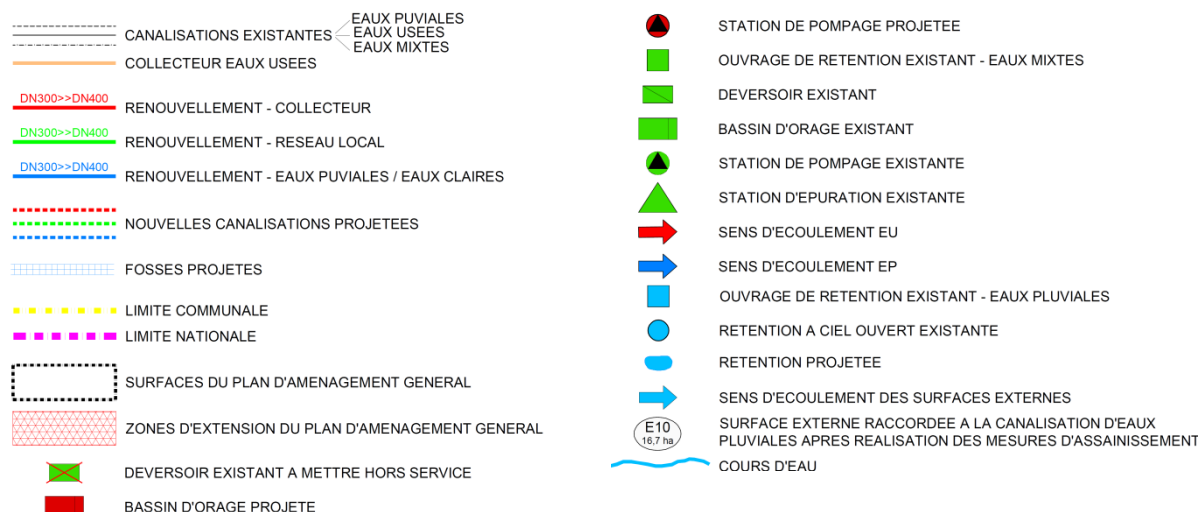 EAUX PUVIALES
CANALISATIONS EXISTANTES
EAUX USEES
EAUX MIXTES
COLLECTEUR EAUX USEES
DN300>>DN400
RENOUVELLEMENT - COLLECTEUR
DN300>>DN400
RENOUVELLEMENT - RESEAU LOCAL
DN300>>DN400
RENOUVELLEMENT - EAUX PUVIALES / EAUX CLAIRES
NOUVELLES CANALISATIONS PROJETEES
FOSSES PROJETES
LIMITE COMMUNALE
LIMITE NATIONALE
SURFACES DU PLAN D'AMENAGEMENT GENERAL
ZONES D'EXTENSION DU PLAN D'AMENAGEMENT GENERAL
DEVERSOIR EXISTANT A METTRE HORS SERVICE
BASSIN D'ORAGE PROJETE
STATION DE POMPAGE PROJETEE
OUVRAGE DE RETENTION EXISTANT - EAUX MIXTES
DEVERSOIR EXISTANT
BASSIN D'ORAGE EXISTANT
STATION DE POMPAGE EXISTANTE
STATION D'EPURATION EXISTANTE
SENS D'ECOULEMENT EU
SENS D'ECOULEMENT EP
OUVRAGE DE RETENTION EXISTANT - EAUX PLUVIALES
RETENTION A CIEL OUVERT EXISTANTE
RETENTION PROJETEE
SENS D'ECOULEMENT DES SURFACES EXTERNES
E10
16,7 ha
SURFACE EXTERNE RACCORDEE A LA CANALISATION D'EAUX
PLUVIALES APRES REALISATION DES MESURES D'ASSAINISSEMENT
COURS D'EAU